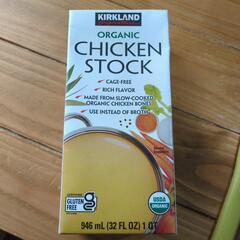 KIRKLAND
Signature
ORGANIC
CHICKEN
STOCK
• CAGE-FREE
• RICH FLAVOR
• MADE FROM SLOW-COOKED
ORGANIC CHICKEN BONES
• USE INSTEAD OF BROTH
GLUTEN
FREE
USDA
ORGANIC
946 mL (32 FL OZ) 1 QT